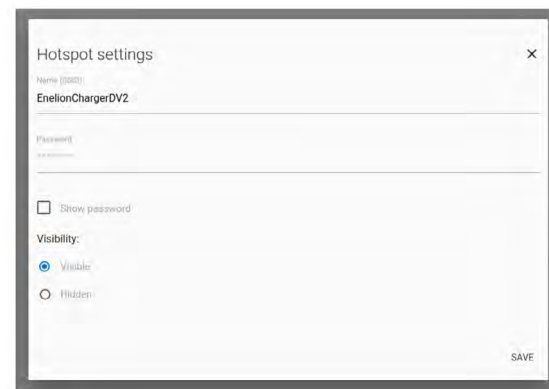 Hotspot settings
Name (SSID)
EnelionChargerDV2
Password
Show password
Visibility:
Visible
Hidden
SAVE